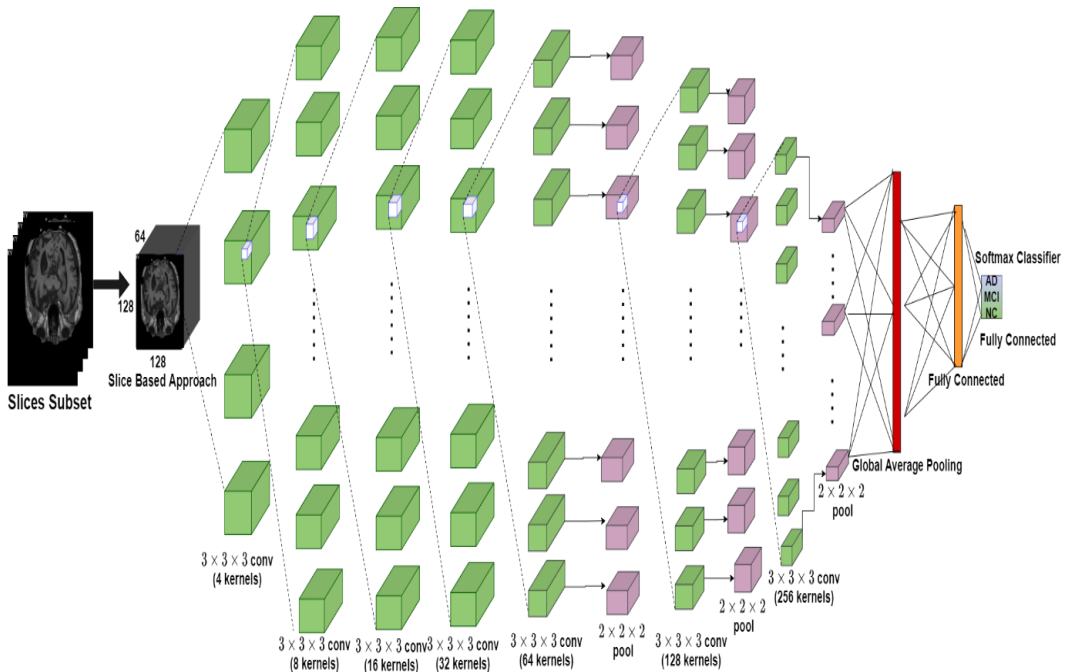 Slices Subset
64
128
128
Slice Based Approach
3 × 3 × 3 conv
(4 kernels)
3 × 3 × 3 conv
(8 kernels)
3 × 3 × 3 conv
(16 kernels)
3 × 3 × 3 conv
(32 kernels)
3 × 3 × 3 conv
(64 kernels)
2 × 2 × 2
pool
3 × 3 × 3 conv
(128 kernels)
2 × 2 × 2
pool
3 × 3 × 3 conv
(256 kernels)
2 × 2 × 2
pool
Global Average Pooling
Fully Connected
Softmax Classifier
AD
MCI
NC
Fully Connected